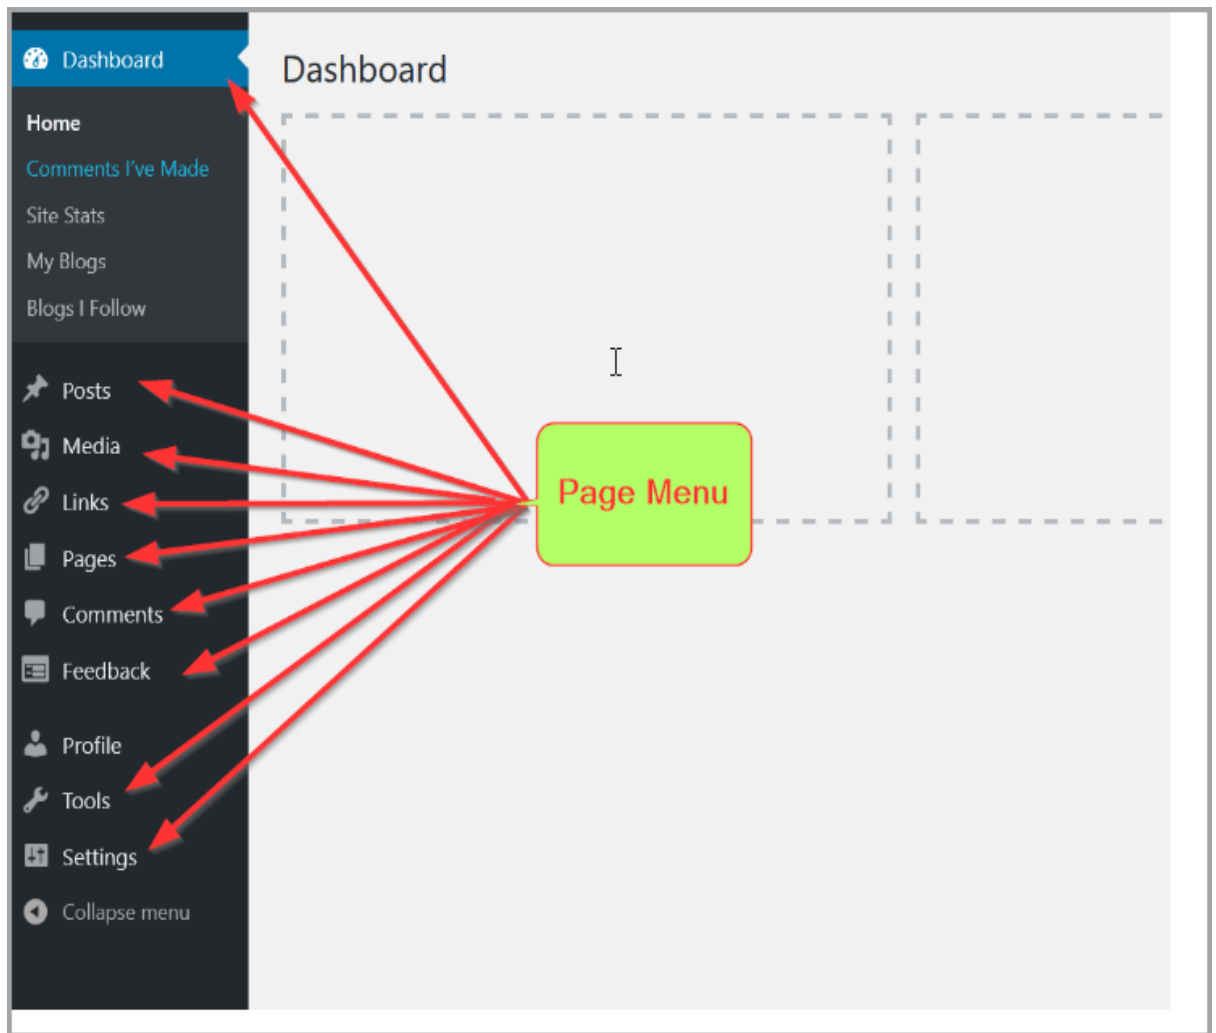 Dashboard
Home
Comments I've Made
Site Stats
My Blogs
Blogs I Follow
Posts
Media
Links
Pages
Comments
Feedback
Profile
Tools
Settings
Collapse menu
Dashboard
Page Menu